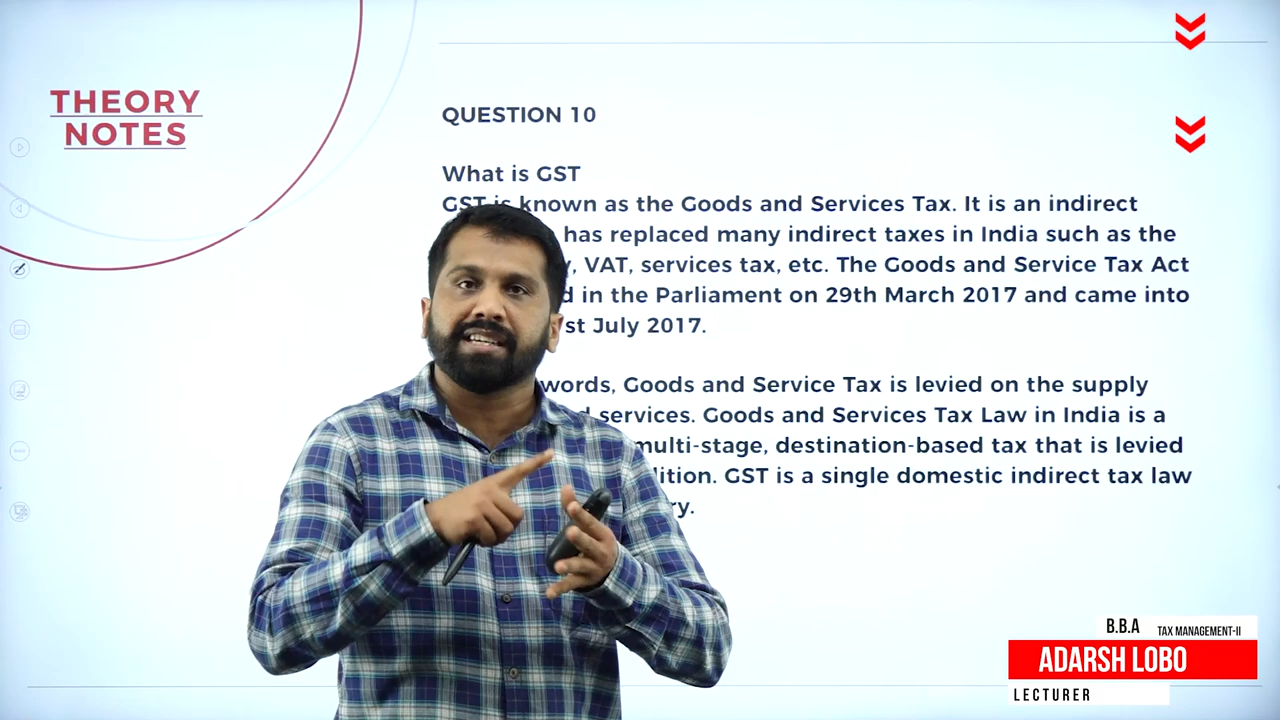 THEORY
NOTES
QUESTION 10
What is GST
GST is known as the Goods and Services Tax. It is an indirect
has replaced many indirect taxes in India such as the
VAT, services tax, etc. The Goods and Service Tax Act
in the Parliament on 29th March 2017 and came into
1st July 2017.
words, Goods and Service Tax is levied on the supply
services. Goods and Services Tax Law in India is a
multi-stage, destination-based tax that is levied
GST is a single domestic indirect tax law
B.B.A TAX MANAGEMENT-II
ADARSH LOBO
LECTURER